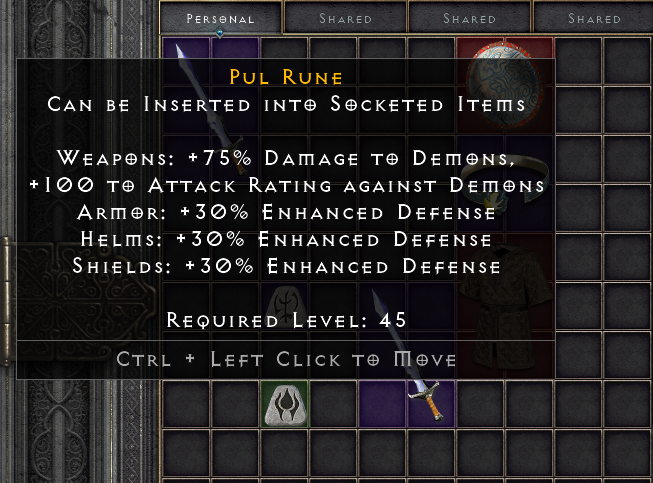 Personal Shared Shared Shared
Pul Rune
Can be Inserted into Socketed Items
Weapons: +75% Damage to Demons,
+100 to Attack Rating against Demons
Armor: +30% Enhanced Defense
Helms: +30% Enhanced Defense
Shields: +30% Enhanced Defense
Required Level: 45
Ctrl + Left Click to Move